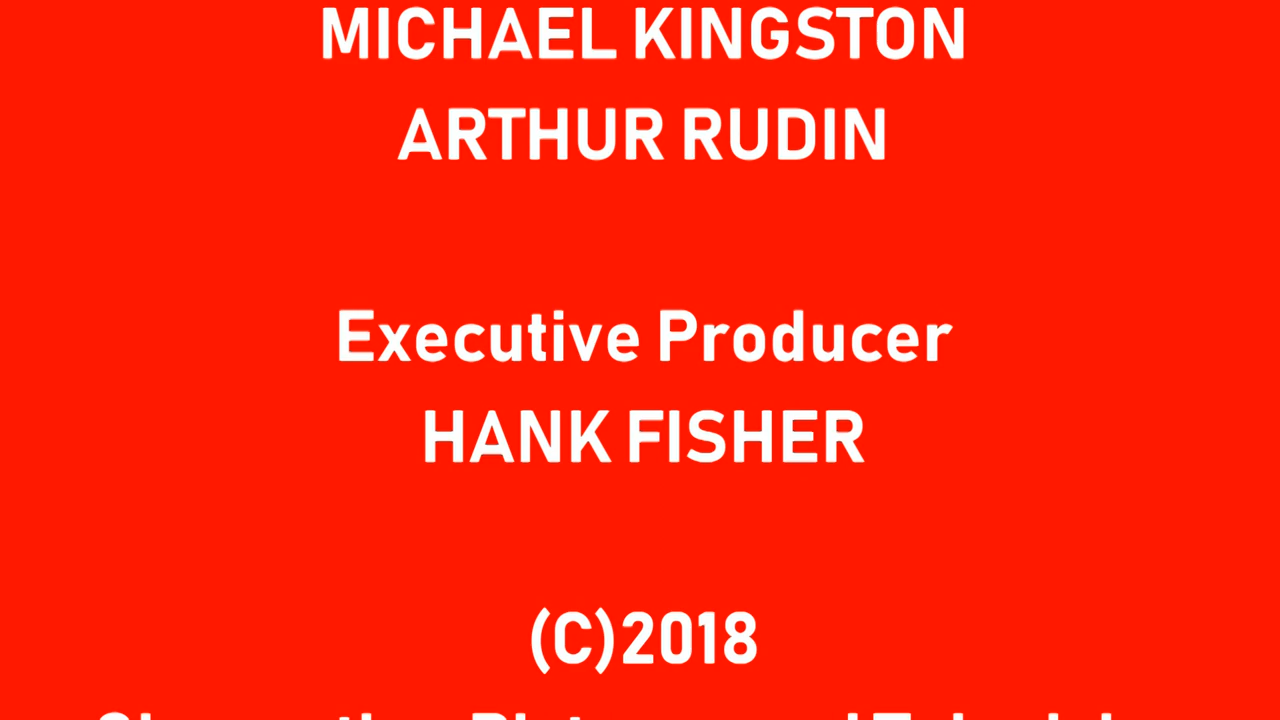 MICHAEL KINGSTON
ARTHUR RUDIN
Executive Producer
HANK FISHER
(C)2018